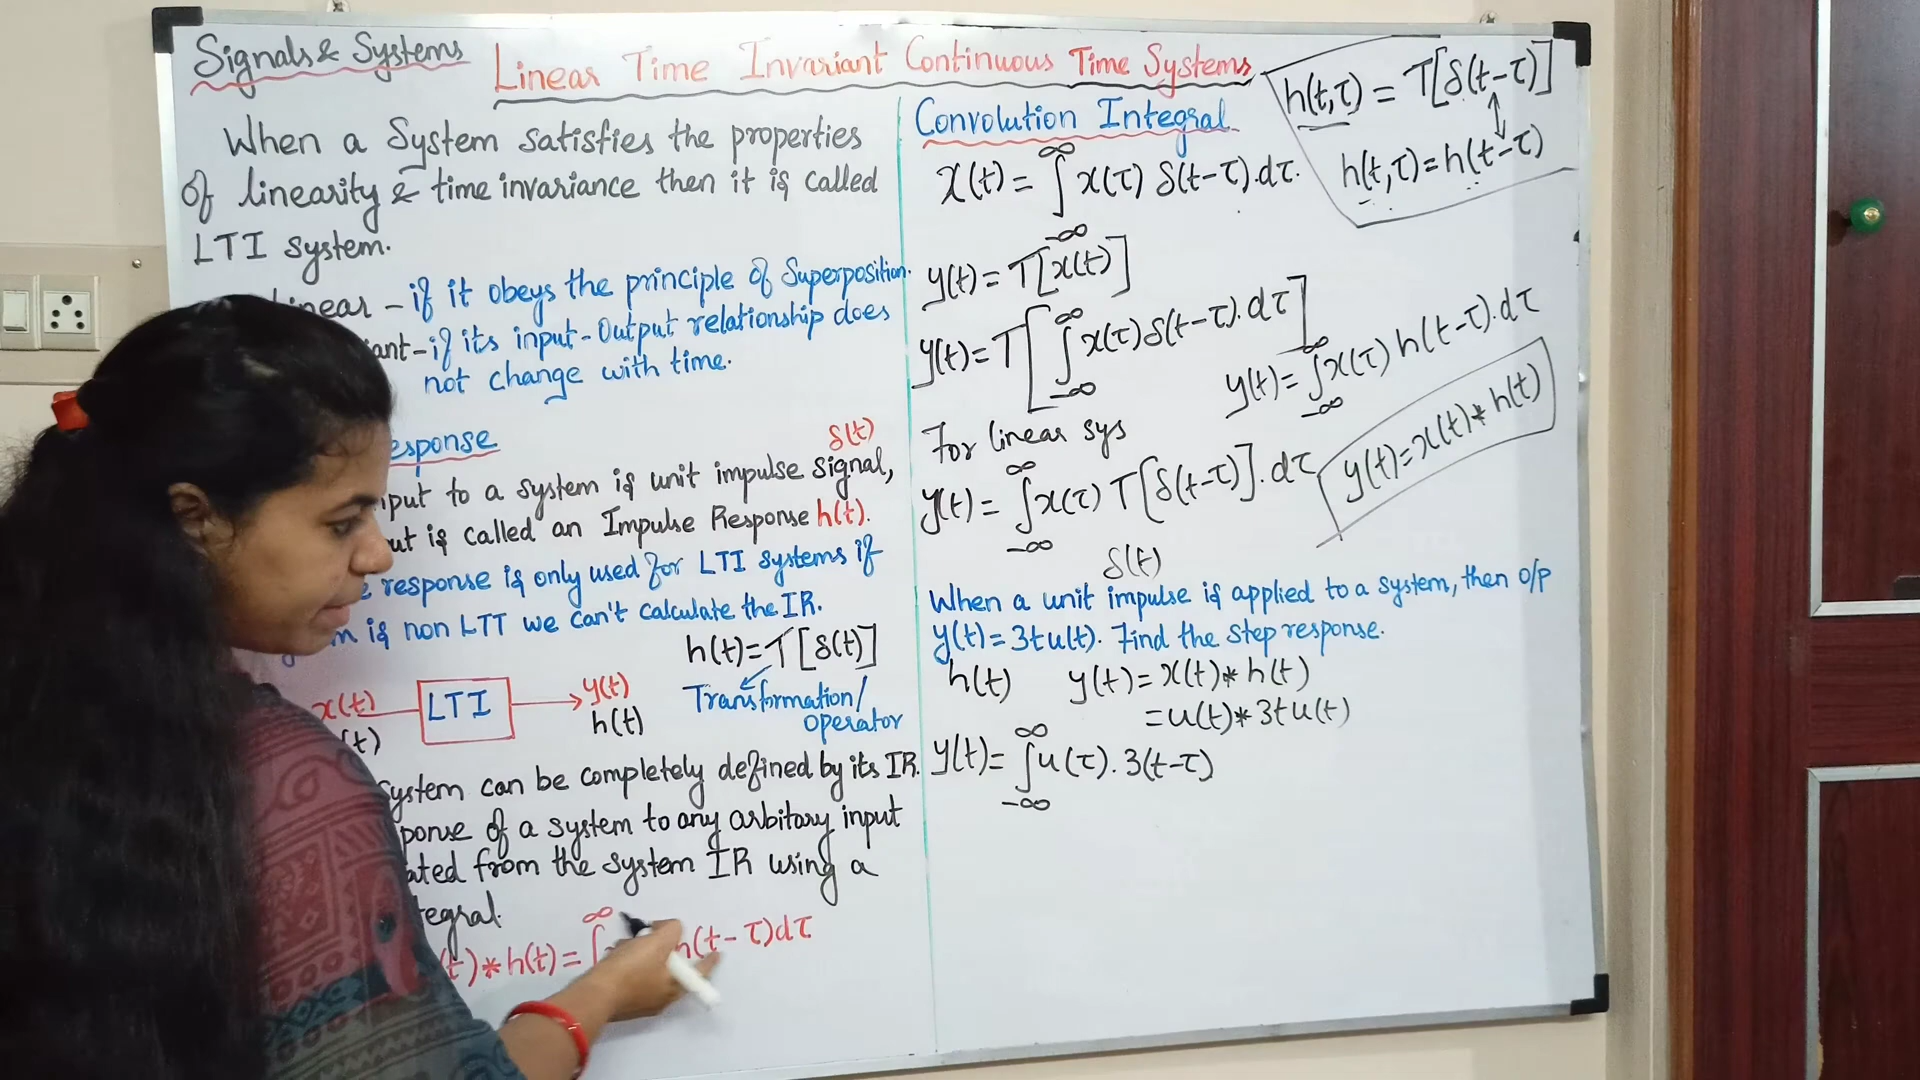 Signals & Systems
Linear Time Invariant Continuous Time Systems
When a System satisfies the properties
of linearity & time invariance then it is called
LTI system.
near - if it obeys the principle of Superposition.
iant - if its input-Output relationship does
not change with time.
esponse
δ(t)
put to a system is unit impulse signal,
ut is called an Impulse Response h(t).
response is only used for LTI systems if
is non LTI we can't calculate the IR.
h(t)=T[δ(t)]
Transformation/
operator
x(t) LTI y(t)
(t) h(t)
System can be completely defined by its IR.
ponse of a system to any arbitary input
ated from the system IR using a
tegral.
(t)*h(t)=∫ h(t-τ)dτ
∞
Convolution Integral
x(t)=∫_{-∞}^{∞} x(τ) δ(t-τ).dτ.
h(t,τ)=T[δ(t-τ)]
h(t,τ)=h(t-τ)
y(t)=T[x(t)]
y(t)=T[∫_{-∞}^{∞} x(τ)δ(t-τ).dτ]
y(t)=∫_{-∞}^{∞} x(τ) h(t-τ).dτ
y(t)=x(t)*h(t)
For linear sys
y(t)=∫_{-∞}^{∞} x(τ) T[δ(t-τ)].dτ
δ(t)
When a unit impulse is applied to a system, then o/p
y(t)=3tu(t). Find the step response.
h(t) y(t)=x(t)*h(t)
=u(t)*3tu(t)
y(t)=∫_{-∞}^{∞} u(τ).3(t-τ)